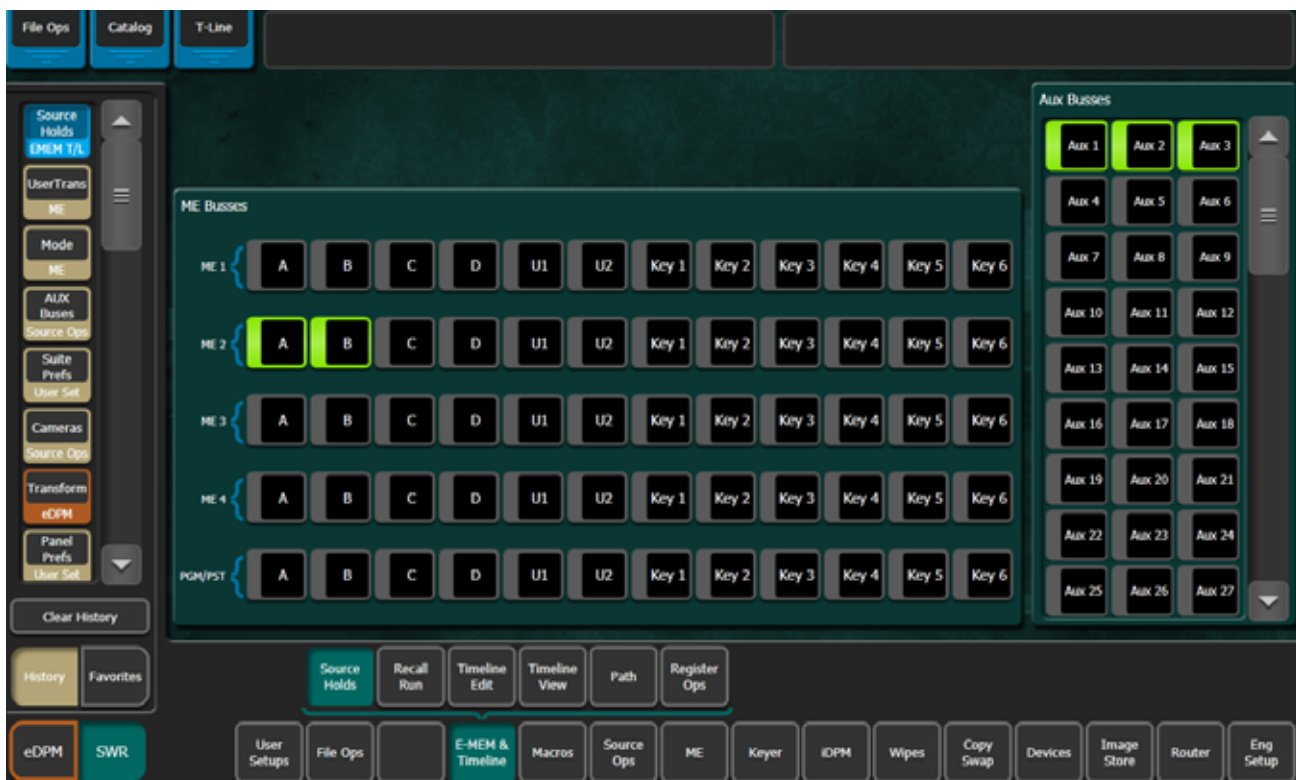 File Ops
Catalog
T-Line
Source
Holds
EMEM T/L
UserTrans
ME
Mode
ME
AUX
Buses
Source Ops
Suite
Prefs
User Set
Cameras
Source Ops
Transform
eDPM
Panel
Prefs
User Set
Clear History
History
Favorites
ME Busses
ME 1 A B C D U1 U2 Key 1 Key 2 Key 3 Key 4 Key 5 Key 6
ME 2 A B C D U1 U2 Key 1 Key 2 Key 3 Key 4 Key 5 Key 6
ME 3 A B C D U1 U2 Key 1 Key 2 Key 3 Key 4 Key 5 Key 6
ME 4 A B C D U1 U2 Key 1 Key 2 Key 3 Key 4 Key 5 Key 6
PGM/PST A B C D U1 U2 Key 1 Key 2 Key 3 Key 4 Key 5 Key 6
Aux Busses
Aux 1 Aux 2 Aux 3
Aux 4 Aux 5 Aux 6
Aux 7 Aux 8 Aux 9
Aux 10 Aux 11 Aux 12
Aux 13 Aux 14 Aux 15
Aux 16 Aux 17 Aux 18
Aux 19 Aux 20 Aux 21
Aux 22 Aux 23 Aux 24
Aux 25 Aux 26 Aux 27
Source
Holds
Recall
Run
Timeline
Edit
Timeline
View
Path
Register
Ops
eDPM
SWR
User
Setups
File Ops
E-MEM &
Timeline
Macros
Source
Ops
ME
Keyer
iDPM
Wipes
Copy
Swap
Devices
Image
Store
Router
Eng
Setup